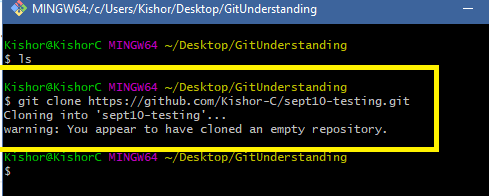 MINGW64:/c/Users/Kishor/Desktop/GitUnderstanding
Kishor@KishorC MINGW64 ~/Desktop/GitUnderstanding
$ ls
Kishor@KishorC MINGW64 ~/Desktop/GitUnderstanding
$ git clone https://github.com/Kishor-C/sept10-testing.git
Cloning into 'sept10-testing'...
warning: You appear to have cloned an empty repository.
Kishor@KishorC MINGW64 ~/Desktop/GitUnderstanding
$